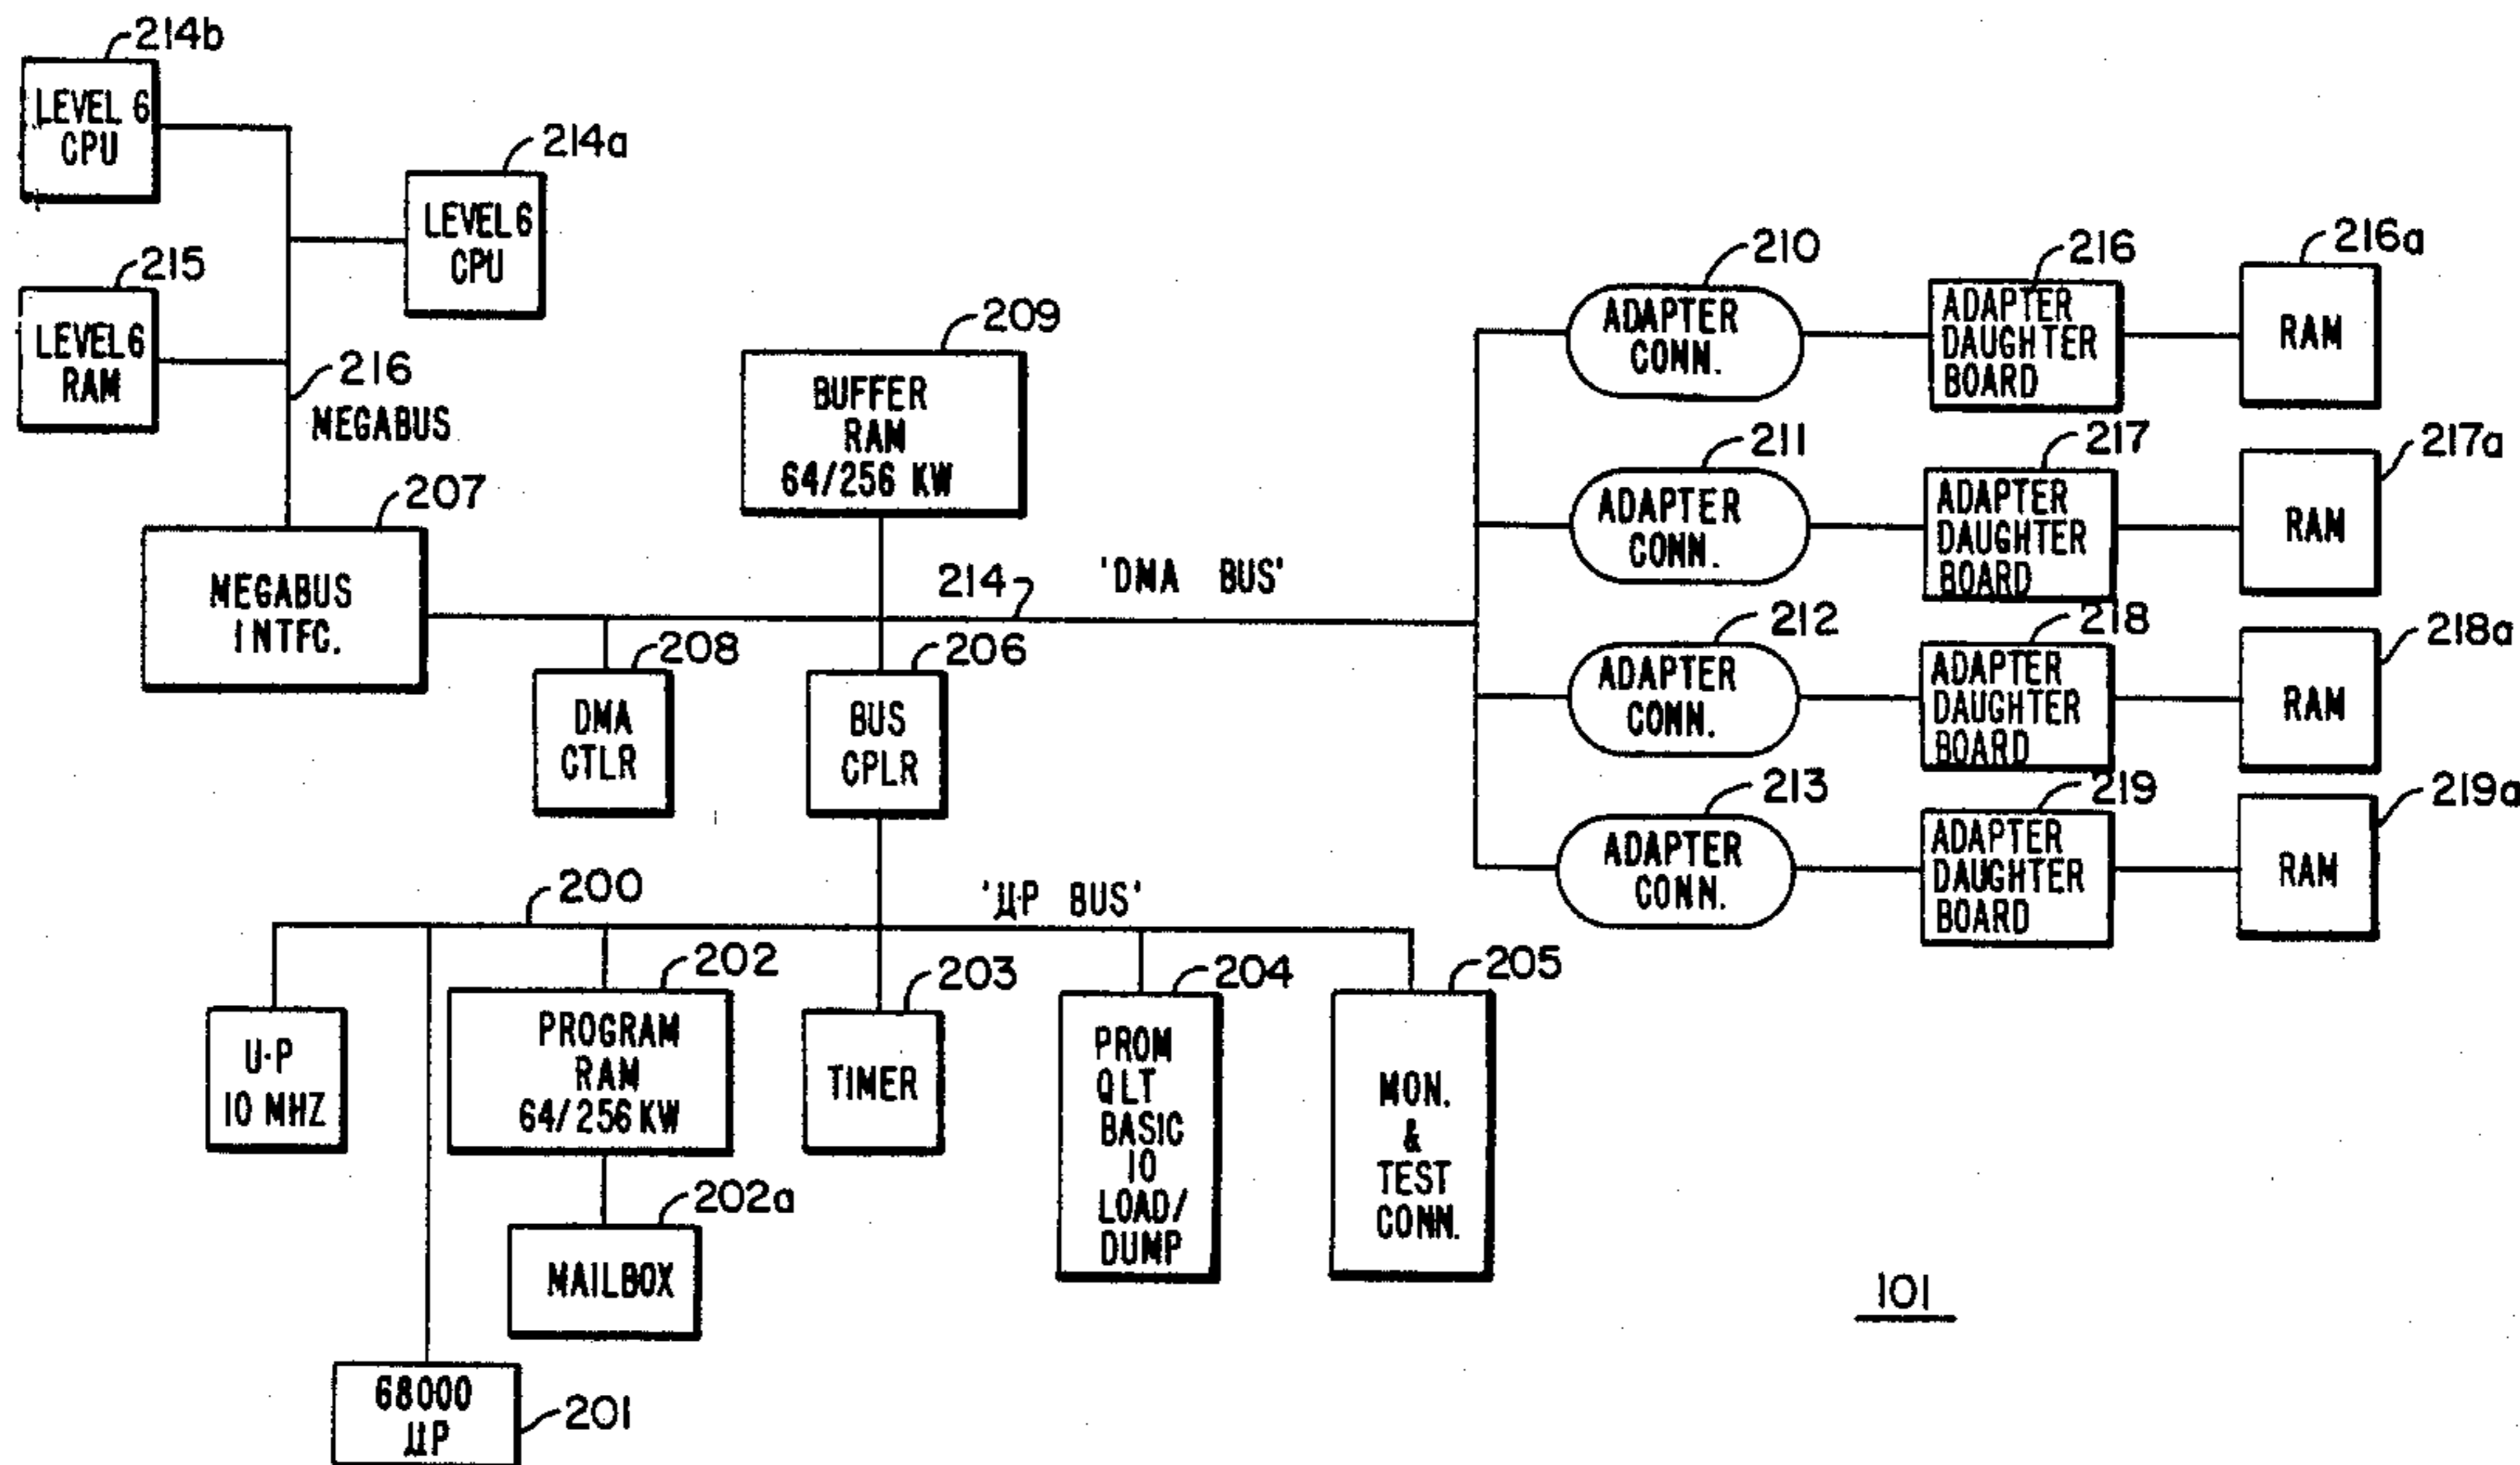 214b
LEVEL 6
CPU
214a
LEVEL 6
CPU
215
LEVEL 6
RAM
216
MEGABUS
207
MEGABUS
INTFC.
209
BUFFER
RAM
64/256 KW
214
'DMA BUS'
208
DMA
CTLR
206
BUS
CPLR
210
ADAPTER
CONN.
216
ADAPTER
DAUGHTER
BOARD
216a
RAM
211
ADAPTER
CONN.
217
ADAPTER
DAUGHTER
BOARD
217a
RAM
212
ADAPTER
CONN.
218
ADAPTER
DAUGHTER
BOARD
218a
RAM
213
ADAPTER
CONN.
219
ADAPTER
DAUGHTER
BOARD
219a
RAM
200
'μ·P BUS'
U·P
10 MHZ
202
PROGRAM
RAM
64/256 KW
202a
MAILBOX
203
TIMER
204
PROM
QLT
BASIC
IO
LOAD/
DUMP
205
MON.
&
TEST
CONN.
68000
μP
201
101